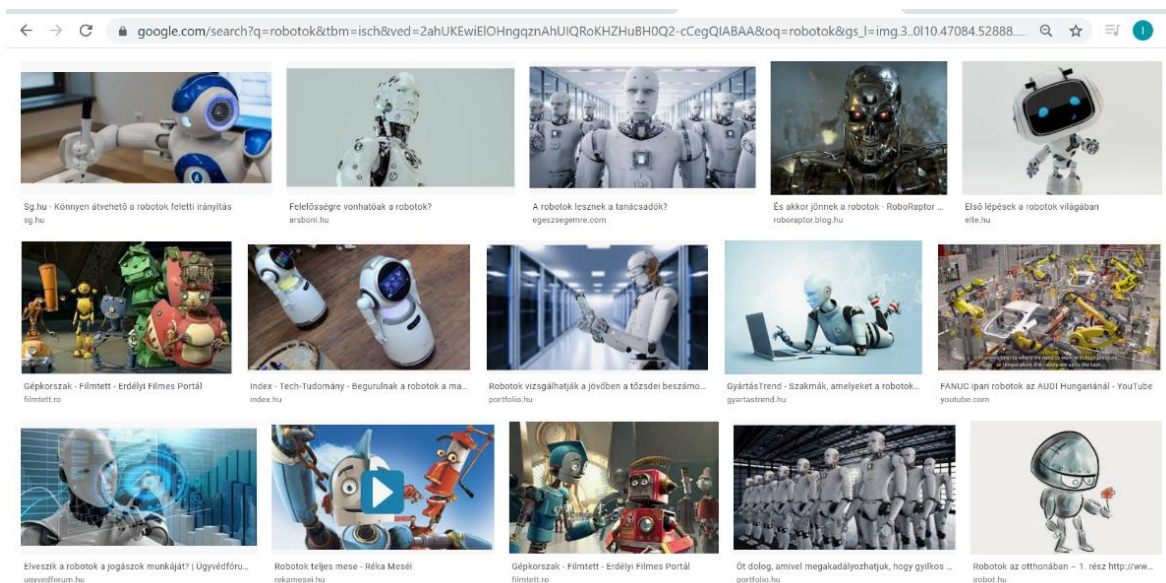 google.com/search?q=robotok&tbm=isch&ved=2ahUKEwiElOHngqznAhUIQRoKHZHuBH0Q2-cCegQIABAA&oq=robotok&gs_l=img.3..0l10.47084.52888....
Sg.hu - Könnyen átvehető a robotok feletti irányítás
sg.hu
Felelősségre vonhatóak a robotok?
arsboni.hu
A robotok lesznek a tanácsadók?
egeszsegemre.com
És akkor jönnek a robotok - RoboRaptor ...
roboraptor.blog.hu
Első lépések a robotok világában
elte.hu
Gépkorszak - Filmtett - Erdélyi Filmes Portál
filmtett.ro
Index - Tech-Tudomány - Begurulnak a robotok a ma...
index.hu
Robotok vizsgálhatják a jövőben a tőzsdei beszámo...
portfolio.hu
GyártásTrend - Szakmák, amelyeket a robotok...
gyartastrend.hu
FANUC ipari robotok az AUDI Hungariánál - YouTube
youtube.com
Elveszik a robotok a jogászok munkáját? | Ügyvédfóru...
ugyvedforum.hu
Robotok teljes mese - Réka Meséi
rekamesei.hu
Gépkorszak - Filmtett - Erdélyi Filmes Portál
filmtett.ro
Öt dolog, amivel megakadályozhatjuk, hogy gyilkos ...
portfolio.hu
Robotok az otthonában – 1. rész http://ww...
irobot.hu